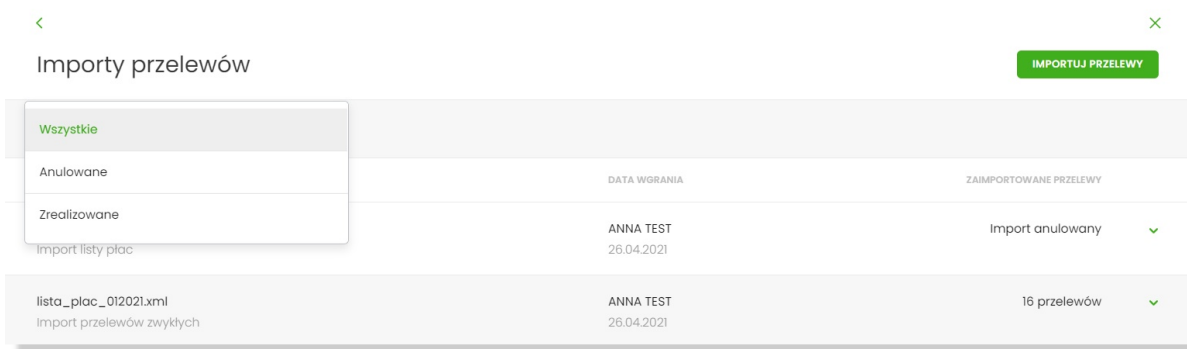 Importy przelewów
IMPORTUJ PRZELEWY
Wszystkie
Anulowane
Zrealizowane
DATA WGRANIA
ZAIMPORTOWANE PRZELEWY
ANNA TEST
Import anulowany
Import listy płac
26.04.2021
lista_plac_012021.xml
ANNA TEST
16 przelewów
Import przelewów zwykłych
26.04.2021